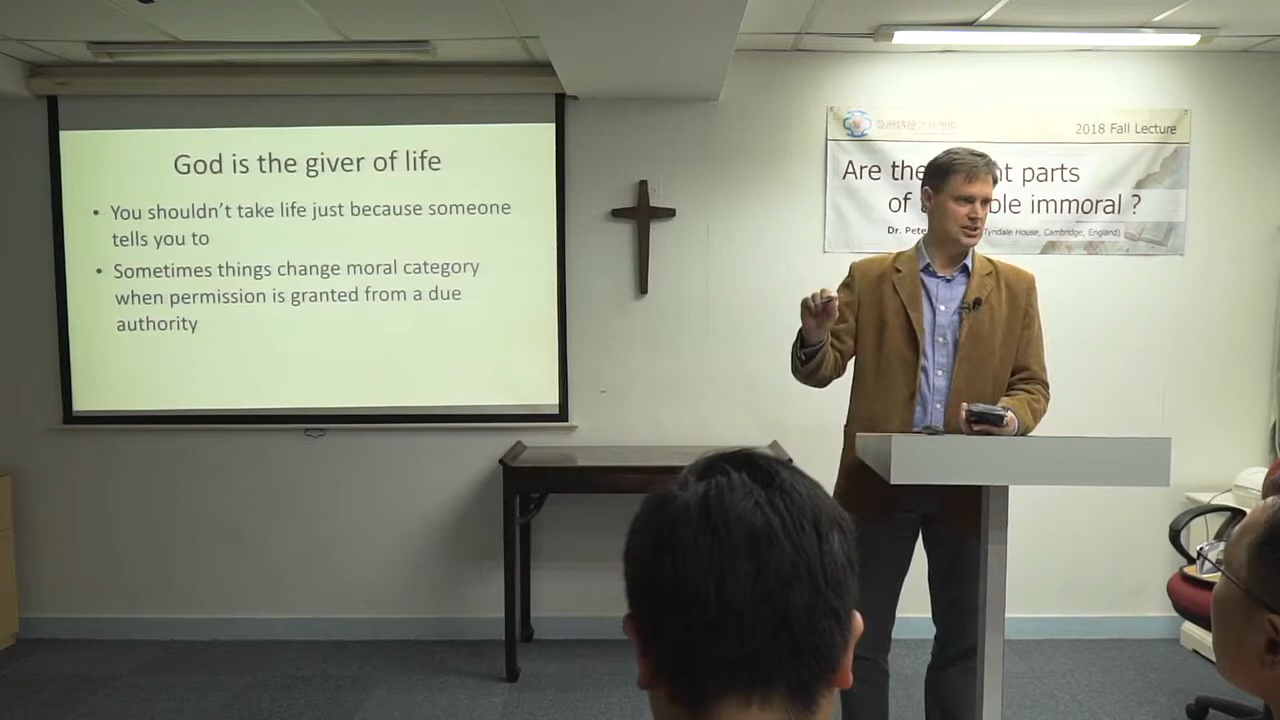 God is the giver of life
• You shouldn't take life just because someone
tells you to
• Sometimes things change moral category
when permission is granted from a due
authority
2018 Fall Lecture
Are the nt parts
of ble immoral ?
Dr. Pete Tyndale House, Cambridge, England)